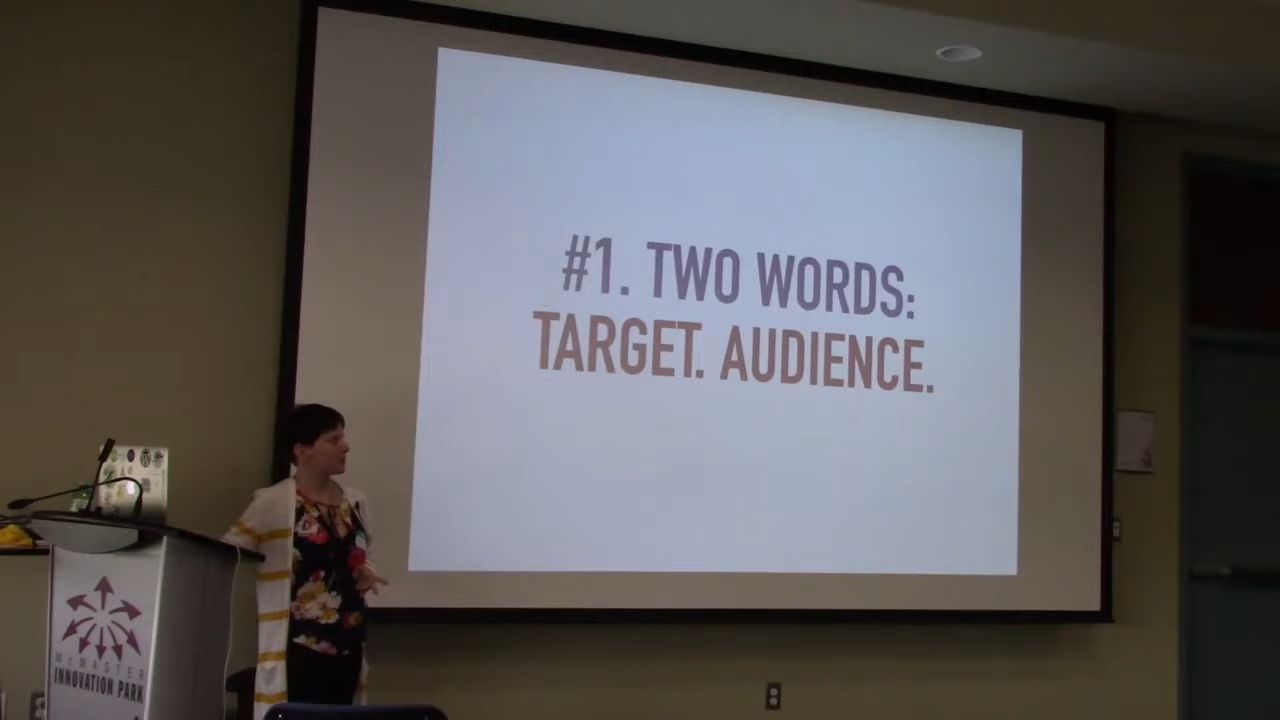 #1. TWO WORDS:
TARGET. AUDIENCE.
MCMASTER
INNOVATION PARK